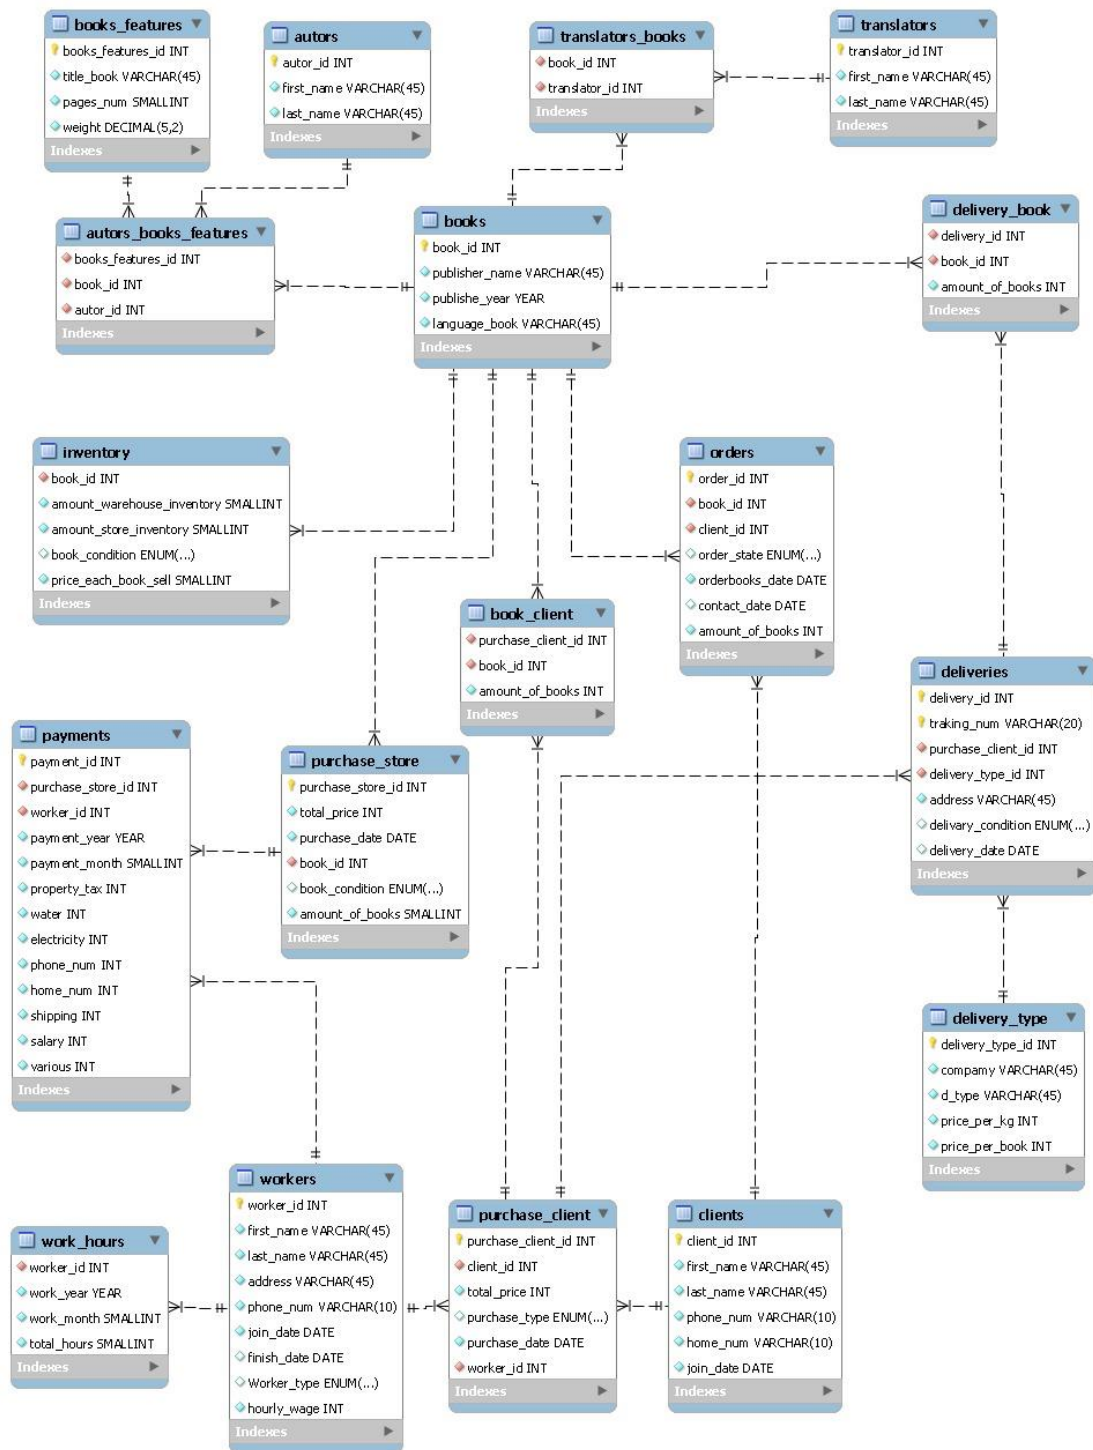 books_features
books_features_id INT
title_book VARCHAR(45)
pages_num SMALLINT
weight DECIMAL(5,2)
Indexes
autors
autor_id INT
first_name VARCHAR(45)
last_name VARCHAR(45)
Indexes
translators_books
book_id INT
translator_id INT
Indexes
translators
translator_id INT
first_name VARCHAR(45)
last_name VARCHAR(45)
Indexes
autors_books_features
books_features_id INT
book_id INT
autor_id INT
Indexes
books
book_id INT
publisher_name VARCHAR(45)
publishe_year YEAR
language_book VARCHAR(45)
Indexes
delivery_book
delivery_id INT
book_id INT
amount_of_books INT
Indexes
inventory
book_id INT
amount_warehouse_inventory SMALLINT
amount_store_inventory SMALLINT
book_condition ENUM(...)
price_each_book_sell SMALLINT
Indexes
orders
order_id INT
book_id INT
client_id INT
order_state ENUM(...)
orderbooks_date DATE
contact_date DATE
amount_of_books INT
Indexes
book_client
purchase_client_id INT
book_id INT
amount_of_books INT
Indexes
deliveries
delivery_id INT
traking_num VARCHAR(20)
purchase_client_id INT
delivery_type_id INT
address VARCHAR(45)
delivary_condition ENUM(...)
delivery_date DATE
Indexes
payments
payment_id INT
purchase_store_id INT
worker_id INT
payment_year YEAR
payment_month SMALLINT
property_tax INT
water INT
electricity INT
phone_num INT
home_num INT
shipping INT
salary INT
various INT
Indexes
purchase_store
purchase_store_id INT
total_price INT
purchase_date DATE
book_id INT
book_condition ENUM(...)
amount_of_books SMALLINT
Indexes
delivery_type
delivery_type_id INT
compamy VARCHAR(45)
d_type VARCHAR(45)
price_per_kg INT
price_per_book INT
Indexes
work_hours
worker_id INT
work_year YEAR
work_month SMALLINT
total_hours SMALLINT
Indexes
workers
worker_id INT
first_name VARCHAR(45)
last_name VARCHAR(45)
address VARCHAR(45)
phone_num VARCHAR(10)
join_date DATE
finish_date DATE
Worker_type ENUM(...)
hourly_wage INT
Indexes
purchase_client
purchase_client_id INT
client_id INT
total_price INT
purchase_type ENUM(...)
purchase_date DATE
worker_id INT
Indexes
clients
client_id INT
first_name VARCHAR(45)
last_name VARCHAR(45)
phone_num VARCHAR(10)
home_num VARCHAR(10)
join_date DATE
Indexes